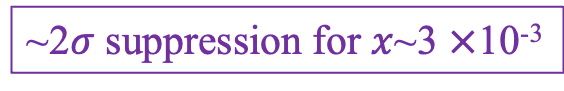 ~2σ suppression for x~3 ×10⁻³